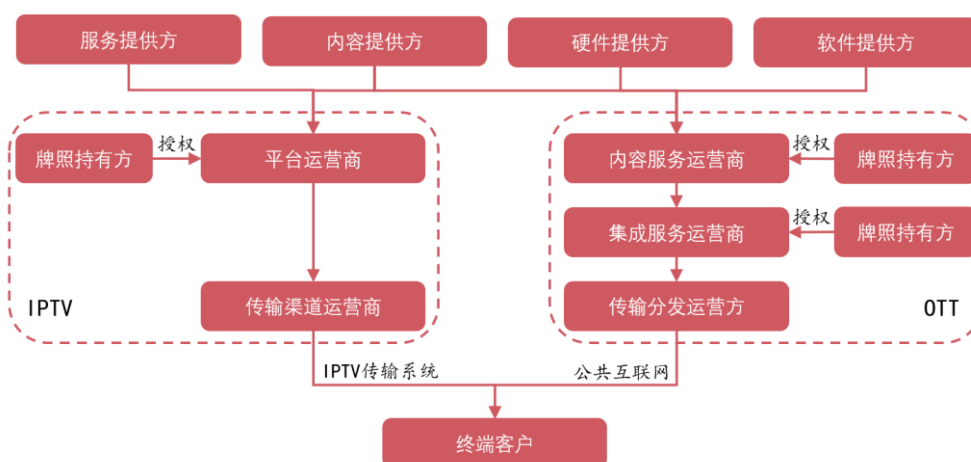 服务提供方
内容提供方
硬件提供方
软件提供方
牌照持有方
授权
平台运营商
内容服务运营商
授权
牌照持有方
集成服务运营商
授权
牌照持有方
IPTV
传输渠道运营商
传输分发运营方
OTT
IPTV传输系统
公共互联网
终端客户